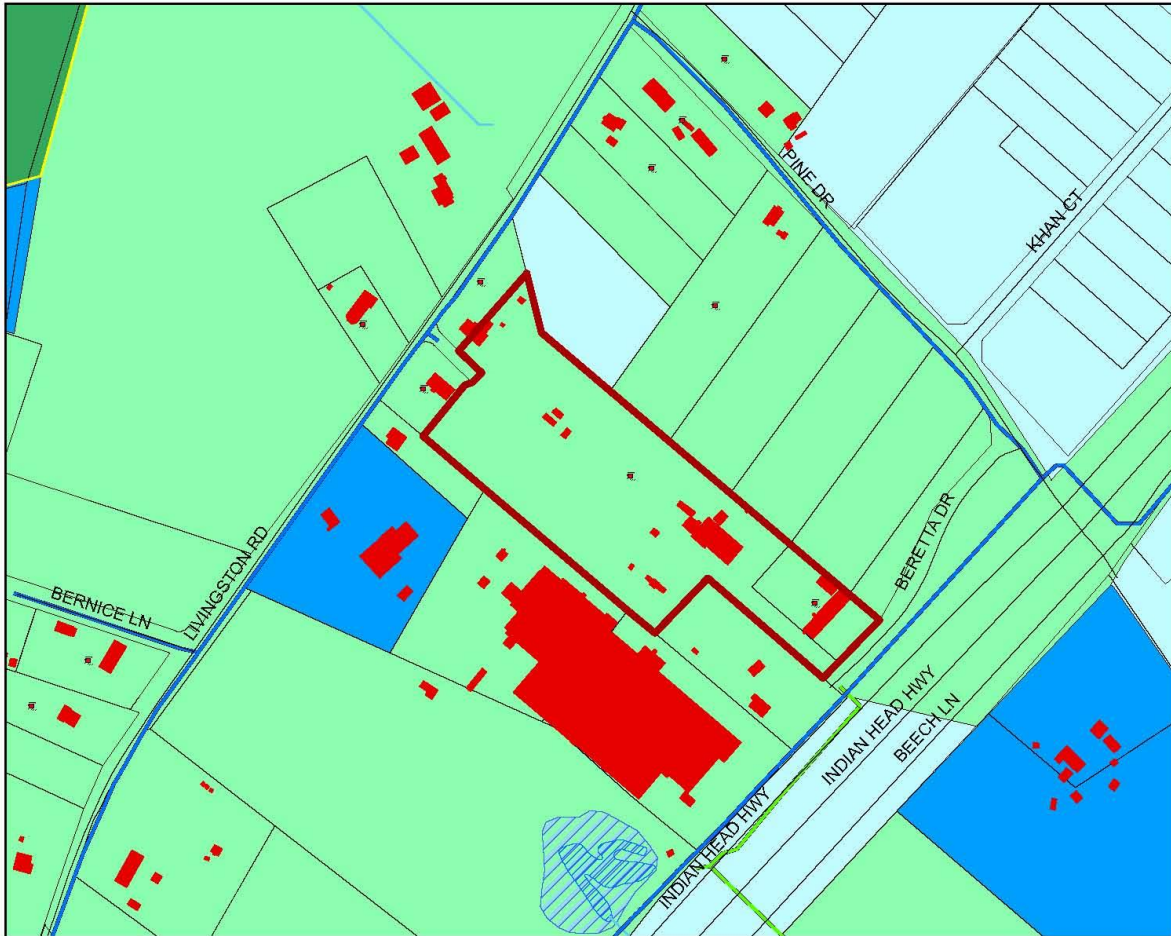 PINE DR
KHAN CT
BERETTA DR
LIVINGSTON RD
BERNICE LN
INDIAN HEAD HWY
BEECH LN
INDIAN HEAD HWY